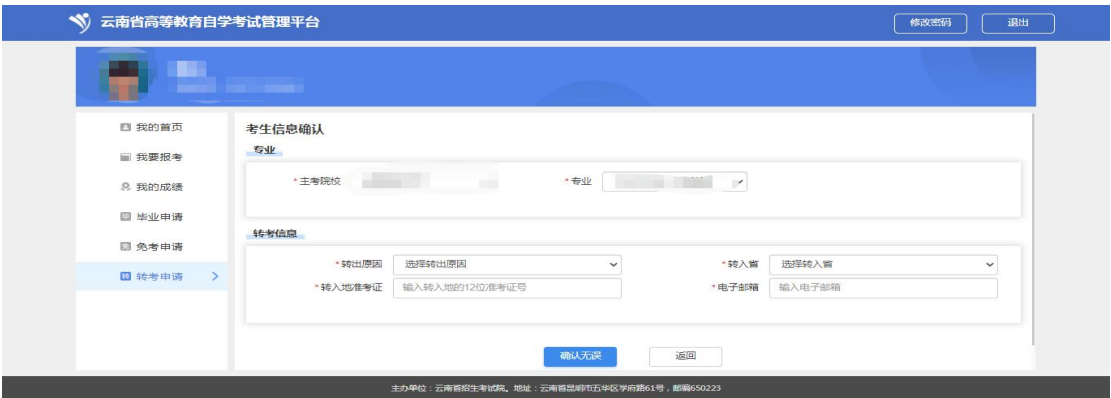 云南省高等教育自学考试管理平台
修改密码
退出
我的首页
我要报考
我的成绩
毕业申请
免考申请
转考申请
考生信息确认
专业
*主考院校
*专业
转考信息
*转出原因 选择转出原因
*转入省 选择转入省
*转入地准考证 输入转入地的12位准考证号
*电子邮箱 输入电子邮箱
确认无误
返回
主办单位：云南省招生考试院。地址：云南省昆明市五华区学府路61号，邮编650223